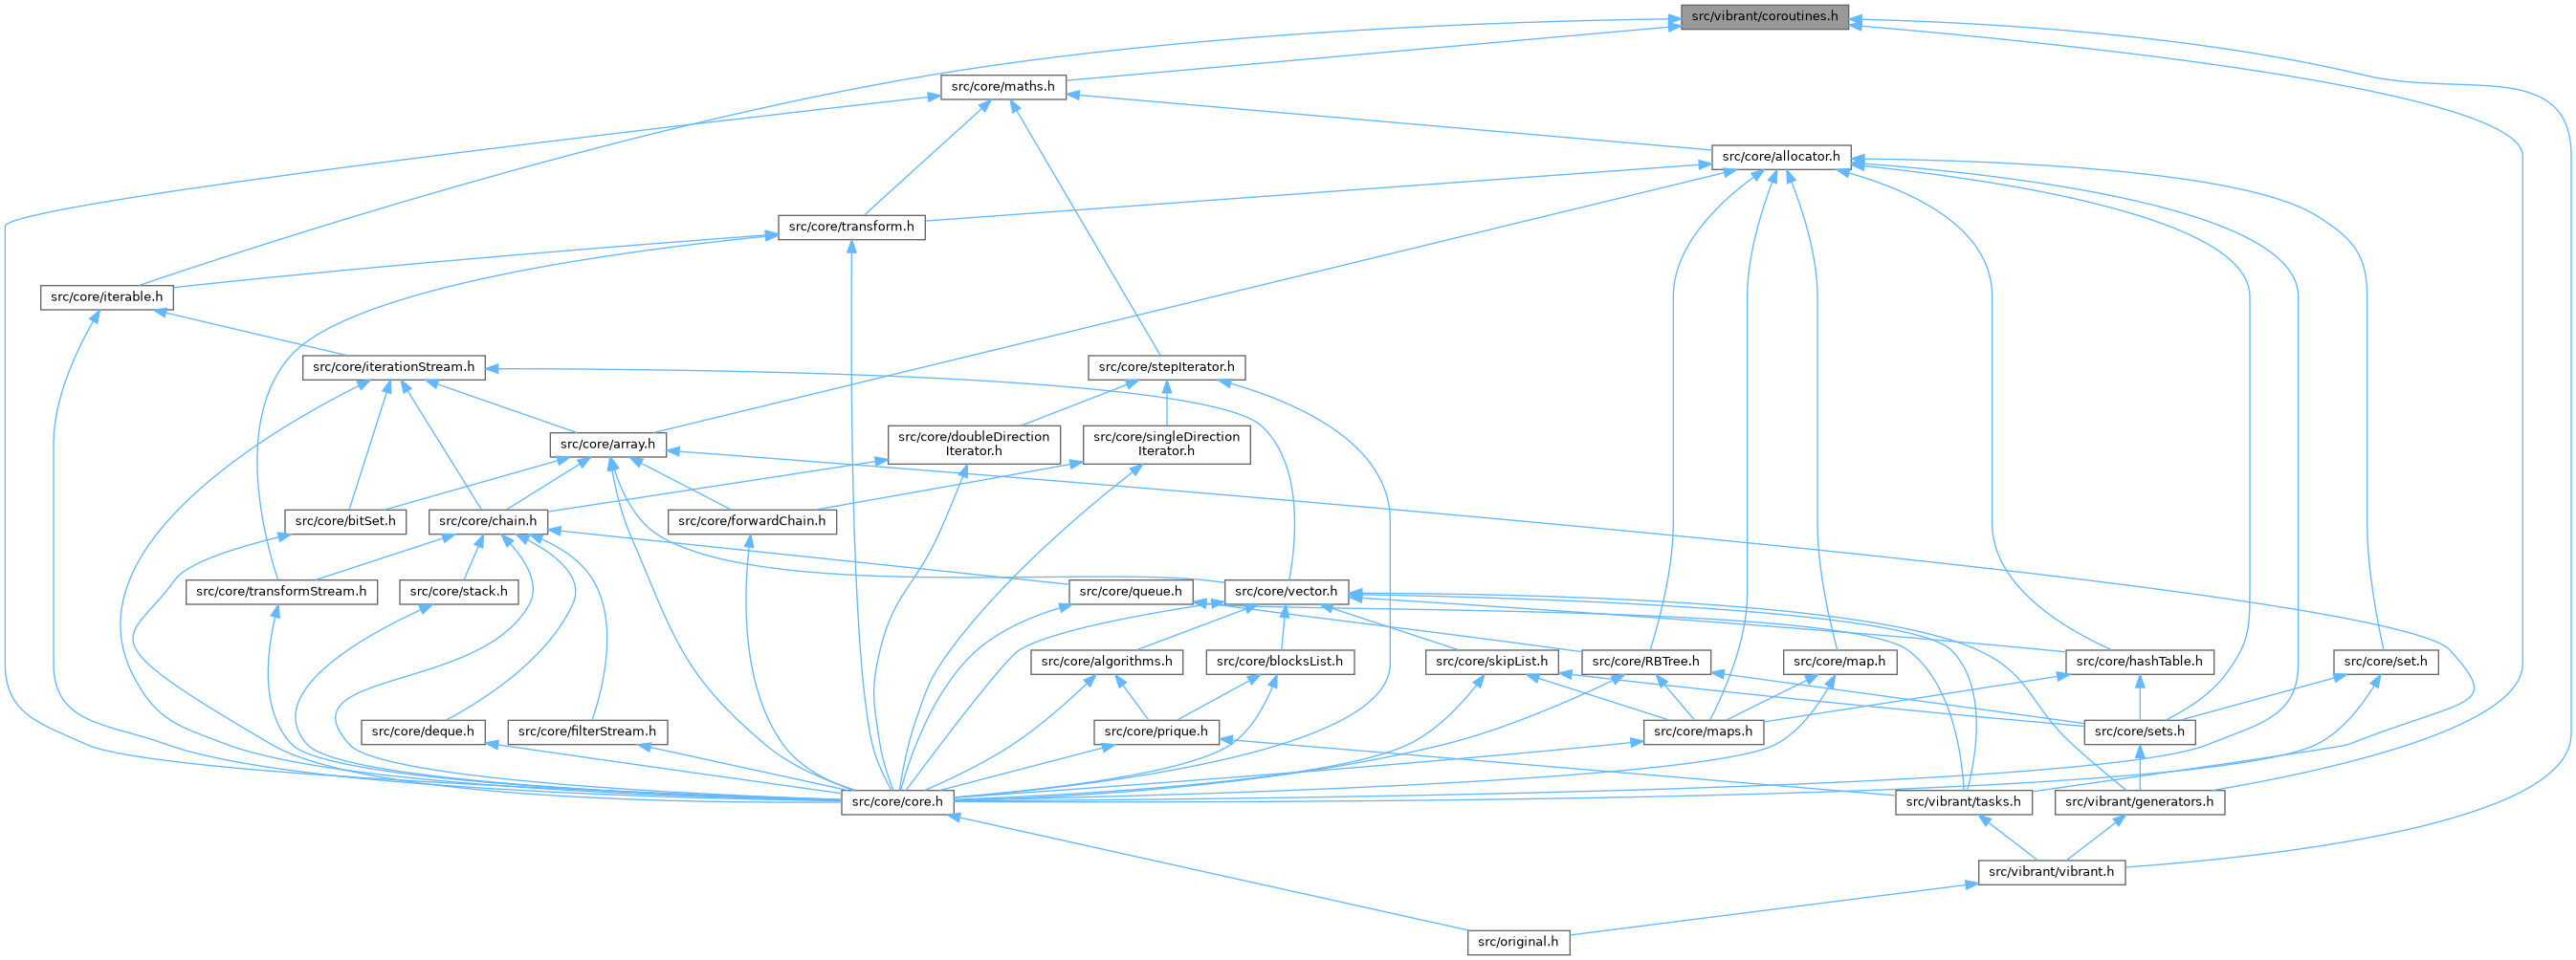 src/vibrant/coroutines.h
src/core/maths.h
src/core/allocator.h
src/core/transform.h
src/core/iterable.h
src/core/iterationStream.h
src/core/stepIterator.h
src/core/array.h
src/core/doubleDirection
Iterator.h
src/core/singleDirection
Iterator.h
src/core/bitSet.h
src/core/chain.h
src/core/forwardChain.h
src/core/transformStream.h
src/core/stack.h
src/core/queue.h
src/core/vector.h
src/core/algorithms.h
src/core/blocksList.h
src/core/skipList.h
src/core/RBTree.h
src/core/map.h
src/core/hashTable.h
src/core/set.h
src/core/deque.h
src/core/filterStream.h
src/core/prique.h
src/core/maps.h
src/core/sets.h
src/core/core.h
src/vibrant/tasks.h
src/vibrant/generators.h
src/vibrant/vibrant.h
src/original.h